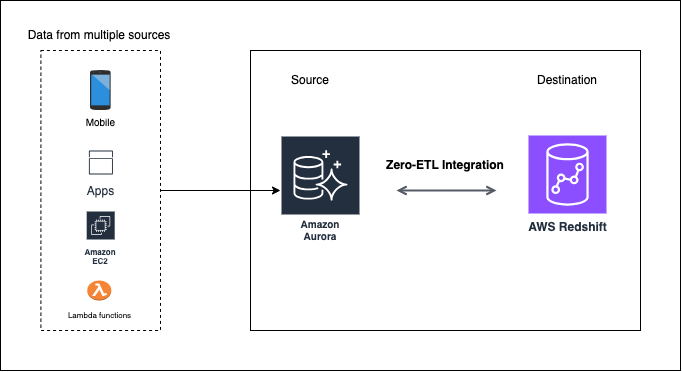 Data from multiple sources
Source
Destination
Mobile
Zero-ETL Integration
Apps
Amazon
Aurora
AWS Redshift
Amazon
EC2
Lambda functions